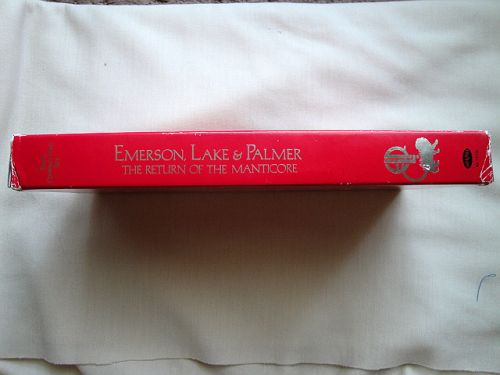 EMERSON, LAKE & PALMER
THE RETURN OF THE MANTICORE